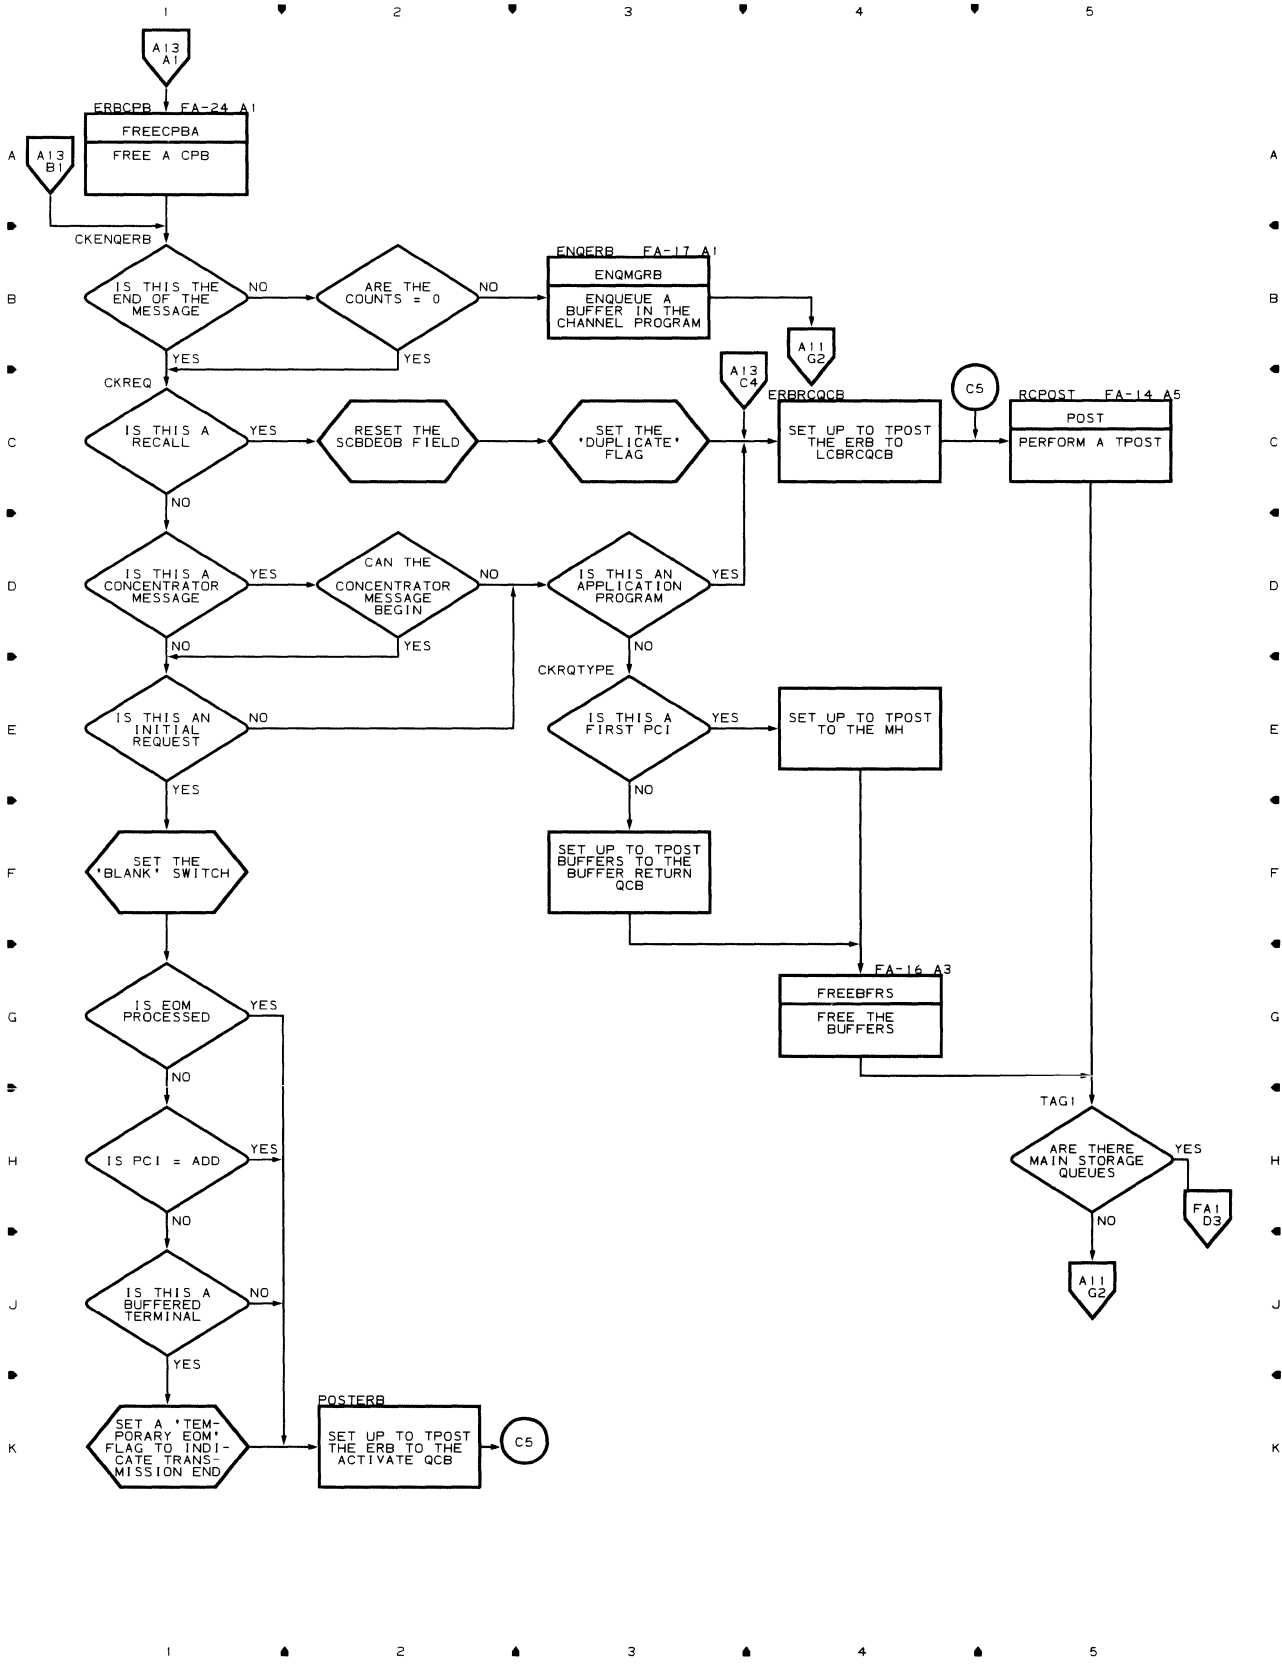 1 2 3 4 5
A13
A1
ERBCPB FA-24 A1
FREECPBA
FREE A CPB
A
A13
B1
A
CKENQERB
IS THIS THE
END OF THE
MESSAGE
NO
ARE THE
COUNTS = 0
NO
ENQERB FA-17 A1
ENQMGRB
ENQUEUE A
BUFFER IN THE
CHANNEL PROGRAM
B
B
YES
YES
A11
G2
CKREQ
A13
C4
C5
IS THIS A
RECALL
YES
RESET THE
SCBDEOB FIELD
SET THE
'DUPLICATE'
FLAG
ERBRCQCB
SET UP TO TPOST
THE ERB TO
LCBRCQCB
RCPOST FA-14 A5
POST
PERFORM A TPOST
C
C
NO
IS THIS A
CONCENTRATOR
MESSAGE
YES
CAN THE
CONCENTRATOR
MESSAGE
BEGIN
NO
IS THIS AN
APPLICATION
PROGRAM
YES
D
D
NO
YES
NO
CKRQTYPE
IS THIS AN
INITIAL
REQUEST
NO
IS THIS A
FIRST PCI
YES
SET UP TO TPOST
TO THE MH
E
E
YES
NO
SET THE
'BLANK' SWITCH
SET UP TO TPOST
BUFFERS TO THE
BUFFER RETURN
QCB
F
F
IS EOM
PROCESSED
YES
FA-16 A3
FREEBFRS
FREE THE
BUFFERS
G
G
NO
TAG1
IS PCI = ADD
YES
ARE THERE
MAIN STORAGE
QUEUES
YES
H
H
NO
NO
FA1
D3
IS THIS A
BUFFERED
TERMINAL
NO
A11
G2
J
J
YES
SET A 'TEM-
PORARY EOM'
FLAG TO INDI-
CATE TRANS-
MISSION END
POSTERB
SET UP TO TPOST
THE ERB TO THE
ACTIVATE QCB
C5
K
K
1 2 3 4 5